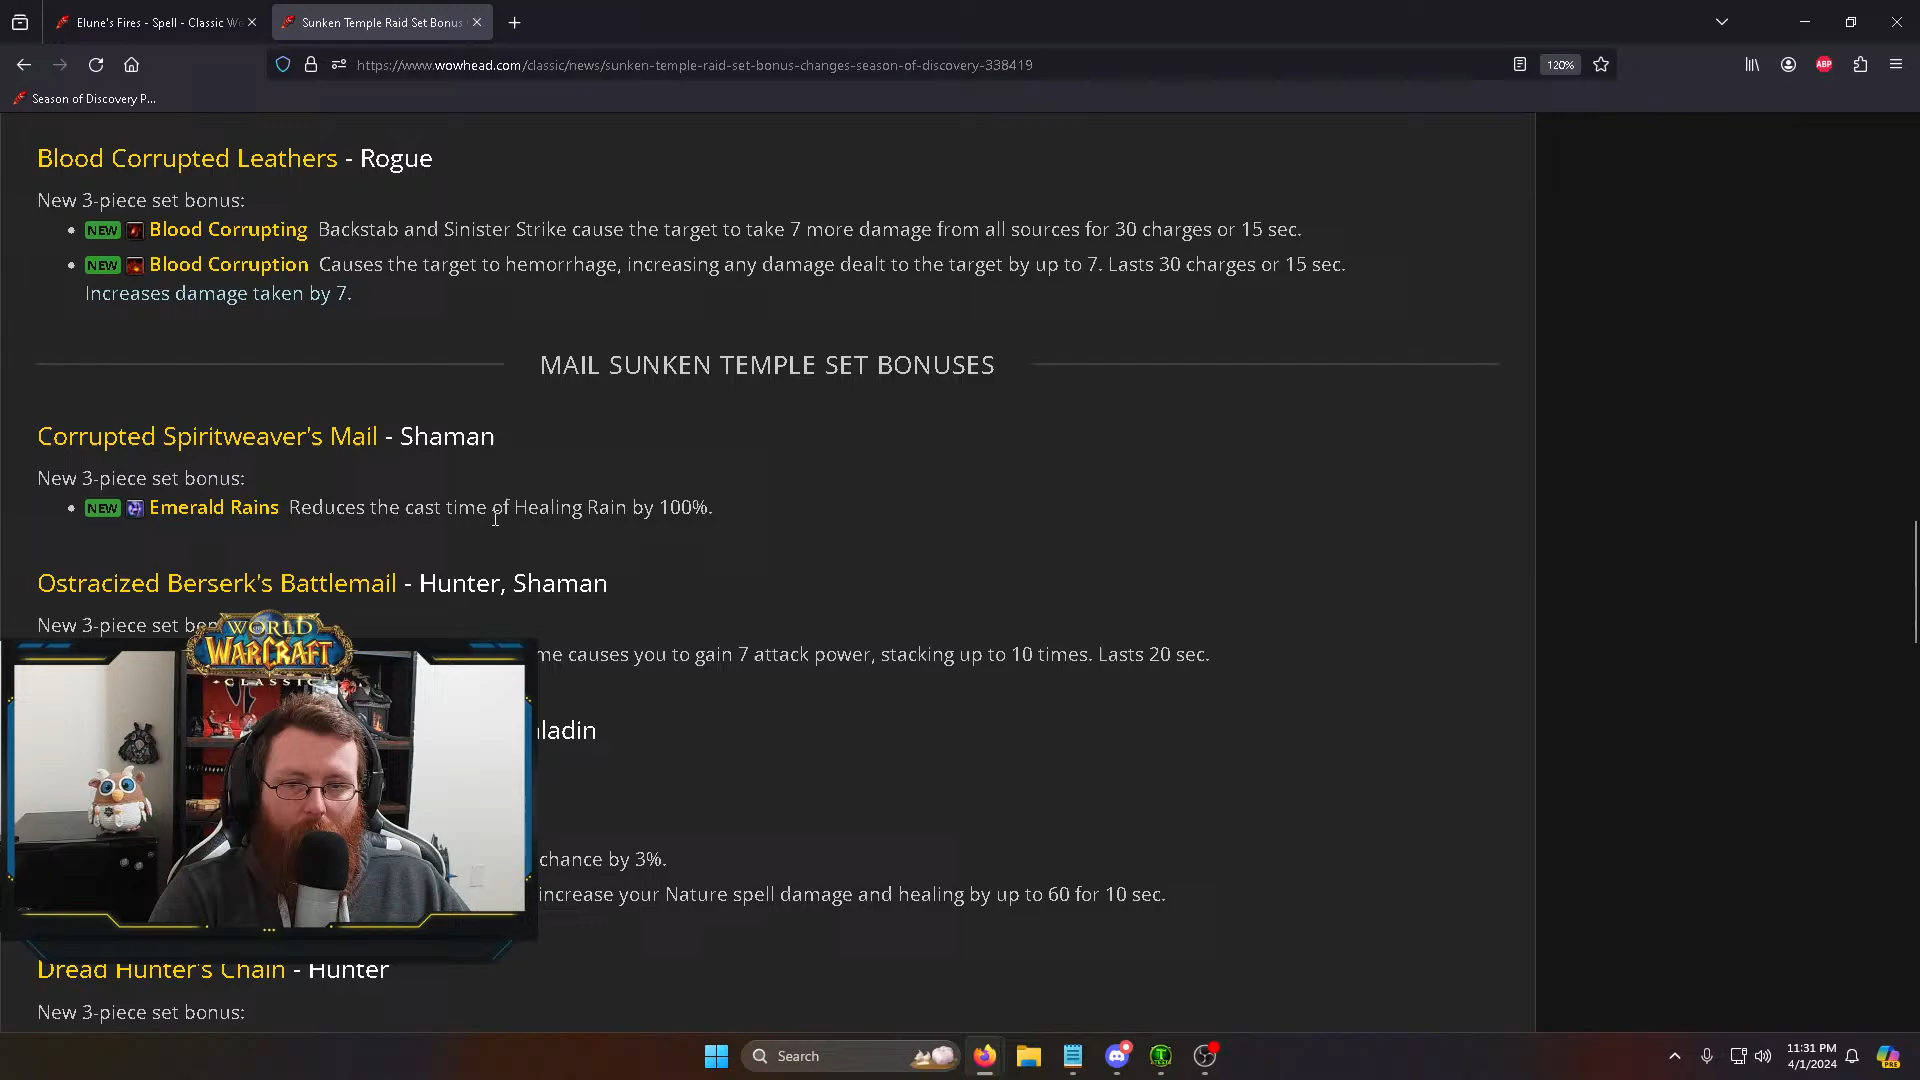 Elune's Fires - Spell - Classic Wo
Sunken Temple Raid Set Bonus
https://www.wowhead.com/classic/news/sunken-temple-raid-set-bonus-changes-season-of-discovery-338419
120%
ABP
Season of Discovery P...
Blood Corrupted Leathers - Rogue
New 3-piece set bonus:
NEW Blood Corrupting Backstab and Sinister Strike cause the target to take 7 more damage from all sources for 30 charges or 15 sec.
NEW Blood Corruption Causes the target to hemorrhage, increasing any damage dealt to the target by up to 7. Lasts 30 charges or 15 sec.
Increases damage taken by 7.
MAIL SUNKEN TEMPLE SET BONUSES
Corrupted Spiritweaver's Mail - Shaman
New 3-piece set bonus:
NEW Emerald Rains Reduces the cast time of Healing Rain by 100%.
Ostracized Berserk's Battlemail - Hunter, Shaman
New 3-piece set bon
WORLD
WARCRAFT
CLASSIC
me causes you to gain 7 attack power, stacking up to 10 times. Lasts 20 sec.
ladin
chance by 3%.
increase your Nature spell damage and healing by up to 60 for 10 sec.
Dread Hunter's Chain - Hunter
New 3-piece set bonus:
Search
11:31 PM
4/1/2024
PRE